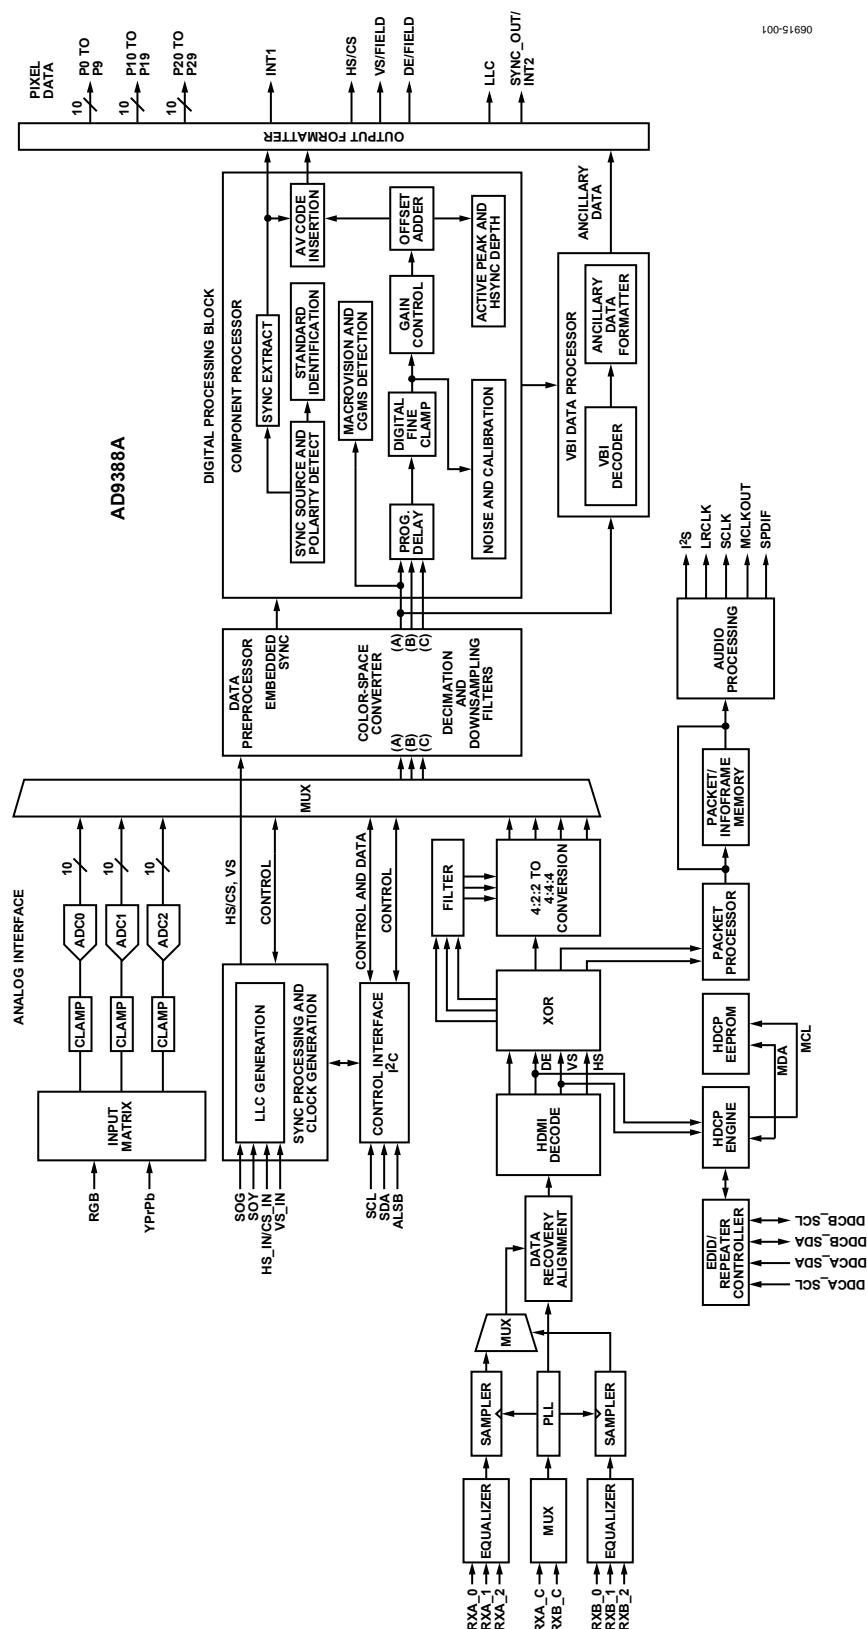 AD9388A
ANALOG INTERFACE
RGB
YPrPb
INPUT
MATRIX
CLAMP
CLAMP
CLAMP
ADC0
ADC1
ADC2
10
10
10
SOG
SOY
HS_IN/CS_IN
VS_IN
LLC GENERATION
SYNC PROCESSING AND
CLOCK GENERATION
HS/CS, VS
CONTROL
SCL
SDA
ALSB
CONTROL INTERFACE
I2C
CONTROL AND DATA
CONTROL
MUX
RXA_0
RXA_1
RXA_2
RXA_C
RXB_C
RXB_0
RXB_1
RXB_2
EQUALIZER
MUX
EQUALIZER
SAMPLER
PLL
SAMPLER
MUX
DATA
RECOVERY
ALIGNMENT
HDMI
DECODE
DE
VS
HS
XOR
FILTER
4:2:2 TO
4:4:4
CONVERSION
DDCA_SCL
DDCA_SDA
DDCB_SDA
DDCB_SCL
EDID/
REPEATER
CONTROLLER
HDCP
ENGINE
HDCP
EEPROM
MDA
MCL
PACKET
PROCESSOR
PACKET/
INFOFRAME
MEMORY
AUDIO
PROCESSING
I2S
LRCLK
SCLK
MCLKOUT
SPDIF
DATA
PREPROCESSOR
EMBEDDED
SYNC
COLOR-SPACE
CONVERTER
(A)
(B)
(C)
(A)
(B)
(C)
DECIMATION
AND
DOWNSAMPLING
FILTERS
DIGITAL PROCESSING BLOCK
COMPONENT PROCESSOR
SYNC SOURCE AND
POLARITY DETECT
SYNC EXTRACT
STANDARD
IDENTIFICATION
AV CODE
INSERTION
MACROVISION AND
CGMS DETECTION
PROG.
DELAY
DIGITAL
FINE
CLAMP
GAIN
CONTROL
OFFSET
ADDER
NOISE AND CALIBRATION
ACTIVE PEAK AND
HSYNC DEPTH
VBI DATA PROCESSOR
VBI
DECODER
ANCILLARY
DATA
FORMATTER
ANCILLARY
DATA
OUTPUT FORMATTER
PIXEL
DATA
10
P0 TO
P9
10
P10 TO
P19
10
P20 TO
P29
INT1
HS/CS
VS/FIELD
DE/FIELD
LLC
SYNC_OUT/
INT2
06915-001